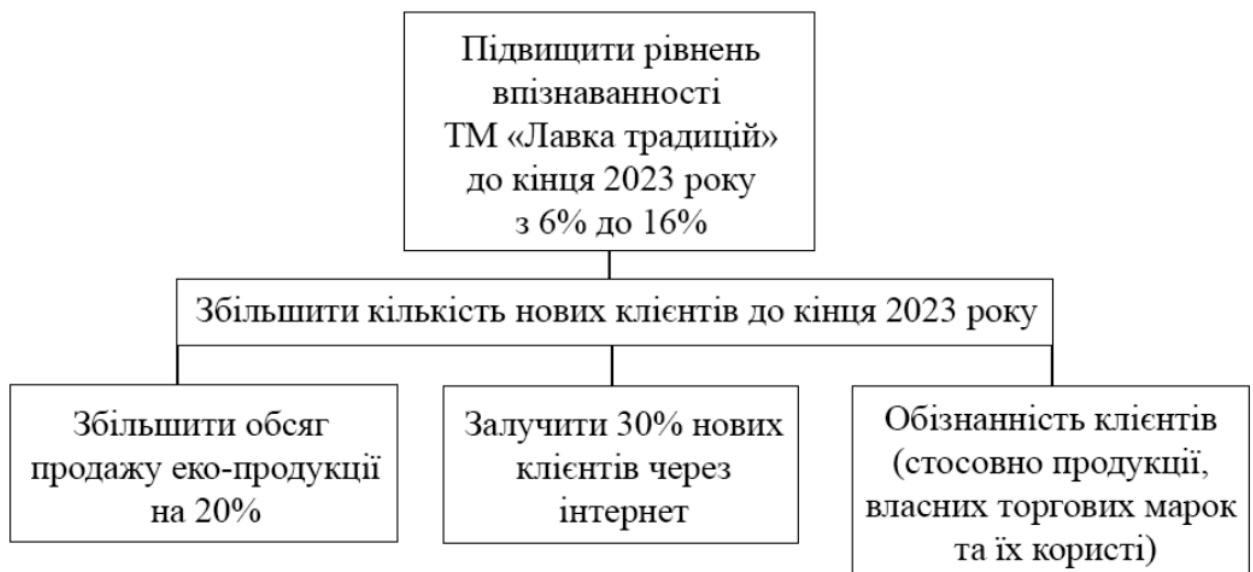 Підвищити рівнень
впізнаванності
ТМ «Лавка традицій»
до кінця 2023 року
з 6% до 16%
Збільшити кількість нових клієнтів до кінця 2023 року
Збільшити обсяг
продажу еко-продукції
на 20%
Залучити 30% нових
клієнтів через
інтернет
Обізнанність клієнтів
(стосовно продукції,
власних торгових марок
та їх користі)